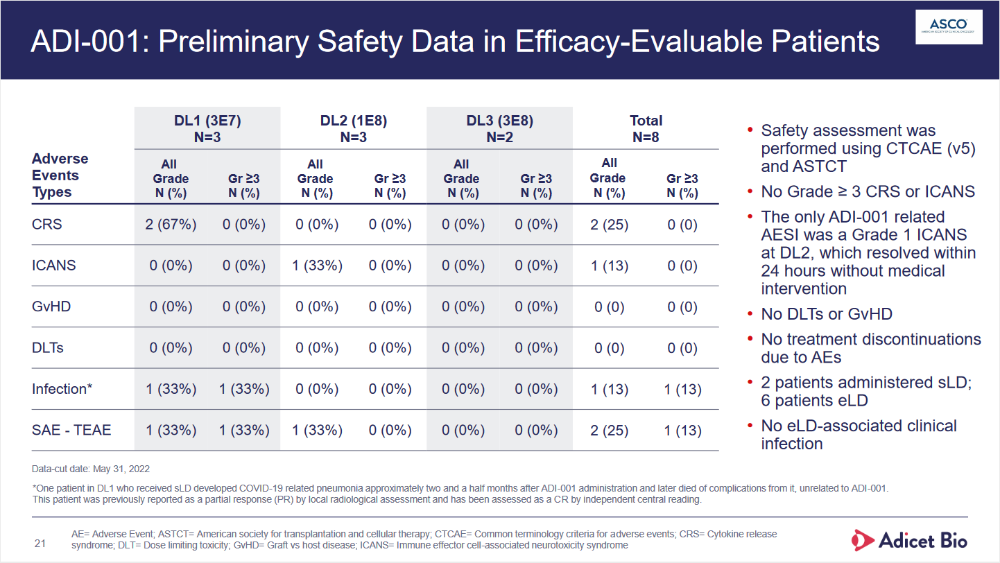 ASCO®
AMERICAN SOCIETY OF CLINICAL ONCOLOGY
ADI-001: Preliminary Safety Data in Efficacy-Evaluable Patients
DL1 (3E7) DL2 (1E8) DL3 (3E8) Total
N=3 N=3 N=2 N=8
Adverse
Events
Types
All
Grade
N (%)
Gr ≥3
N (%)
All
Grade
N (%)
Gr ≥3
N (%)
All
Grade
N (%)
Gr ≥3
N (%)
All
Grade
N (%)
Gr ≥3
N (%)
CRS 2 (67%) 0 (0%) 0 (0%) 0 (0%) 0 (0%) 0 (0%) 2 (25) 0 (0)
ICANS 0 (0%) 0 (0%) 1 (33%) 0 (0%) 0 (0%) 0 (0%) 1 (13) 0 (0)
GvHD 0 (0%) 0 (0%) 0 (0%) 0 (0%) 0 (0%) 0 (0%) 0 (0) 0 (0)
DLTs 0 (0%) 0 (0%) 0 (0%) 0 (0%) 0 (0%) 0 (0%) 0 (0) 0 (0)
Infection* 1 (33%) 1 (33%) 0 (0%) 0 (0%) 0 (0%) 0 (0%) 1 (13) 1 (13)
SAE - TEAE 1 (33%) 1 (33%) 1 (33%) 0 (0%) 0 (0%) 0 (0%) 2 (25) 1 (13)
• Safety assessment was
performed using CTCAE (v5)
and ASTCT
• No Grade ≥ 3 CRS or ICANS
• The only ADI-001 related
AESI was a Grade 1 ICANS
at DL2, which resolved within
24 hours without medical
intervention
• No DLTs or GvHD
• No treatment discontinuations
due to AEs
• 2 patients administered sLD;
6 patients eLD
• No eLD-associated clinical
infection
Data-cut date: May 31, 2022
*One patient in DL1 who received sLD developed COVID-19 related pneumonia approximately two and a half months after ADI-001 administration and later died of complications from it, unrelated to ADI-001.
This patient was previously reported as a partial response (PR) by local radiological assessment and has been assessed as a CR by independent central reading.
21
AE= Adverse Event; ASTCT= American society for transplantation and cellular therapy; CTCAE= Common terminology criteria for adverse events; CRS= Cytokine release
syndrome; DLT= Dose limiting toxicity; GvHD= Graft vs host disease; ICANS= Immune effector cell-associated neurotoxicity syndrome
Adicet Bio